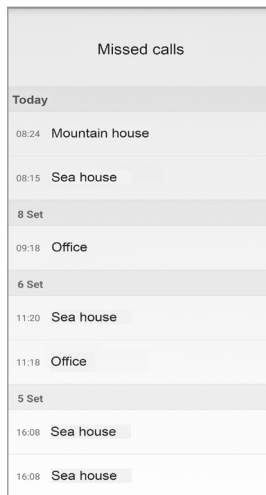 Missed calls
Today
08:24 Mountain house
08:15 Sea house
8 Set
09:18 Office
6 Set
11:20 Sea house
11:18 Office
5 Set
16:08 Sea house
16:08 Sea house